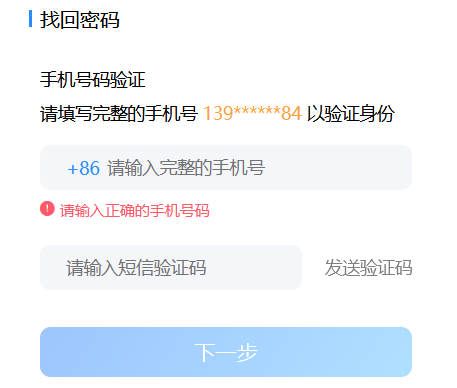 找回密码
手机号码验证
请填写完整的手机号 139******84 以验证身份
+86 请输入完整的手机号
请输入正确的手机号码
请输入短信验证码 发送验证码
下一步